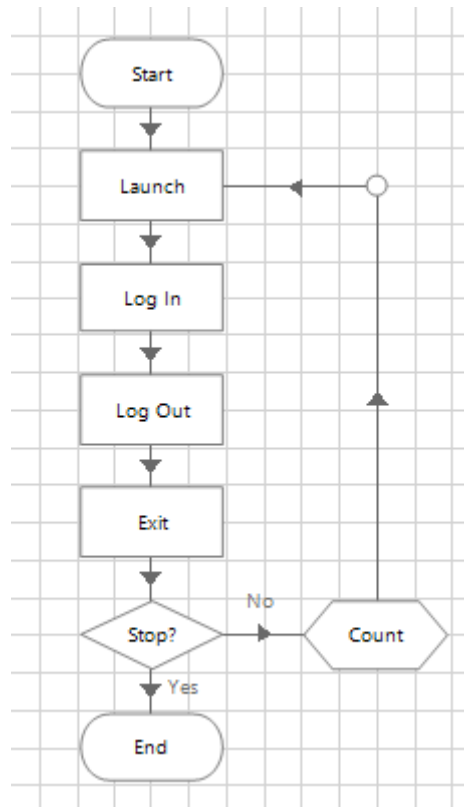 Start
Launch
Log In
Log Out
Exit
No
Stop?
Count
Yes
End